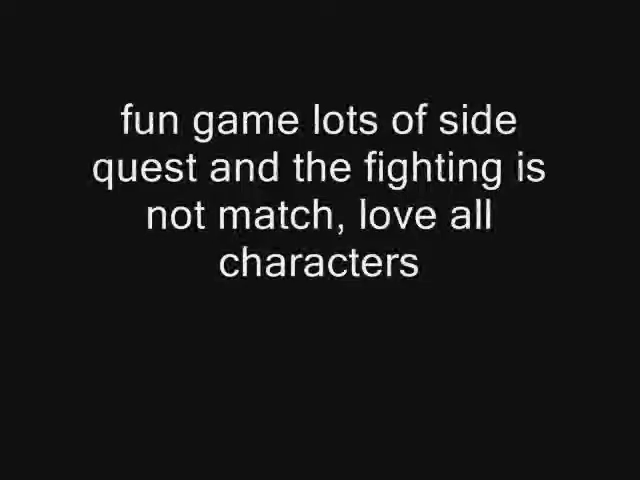 fun game lots of side
quest and the fighting is
not match, love all
characters